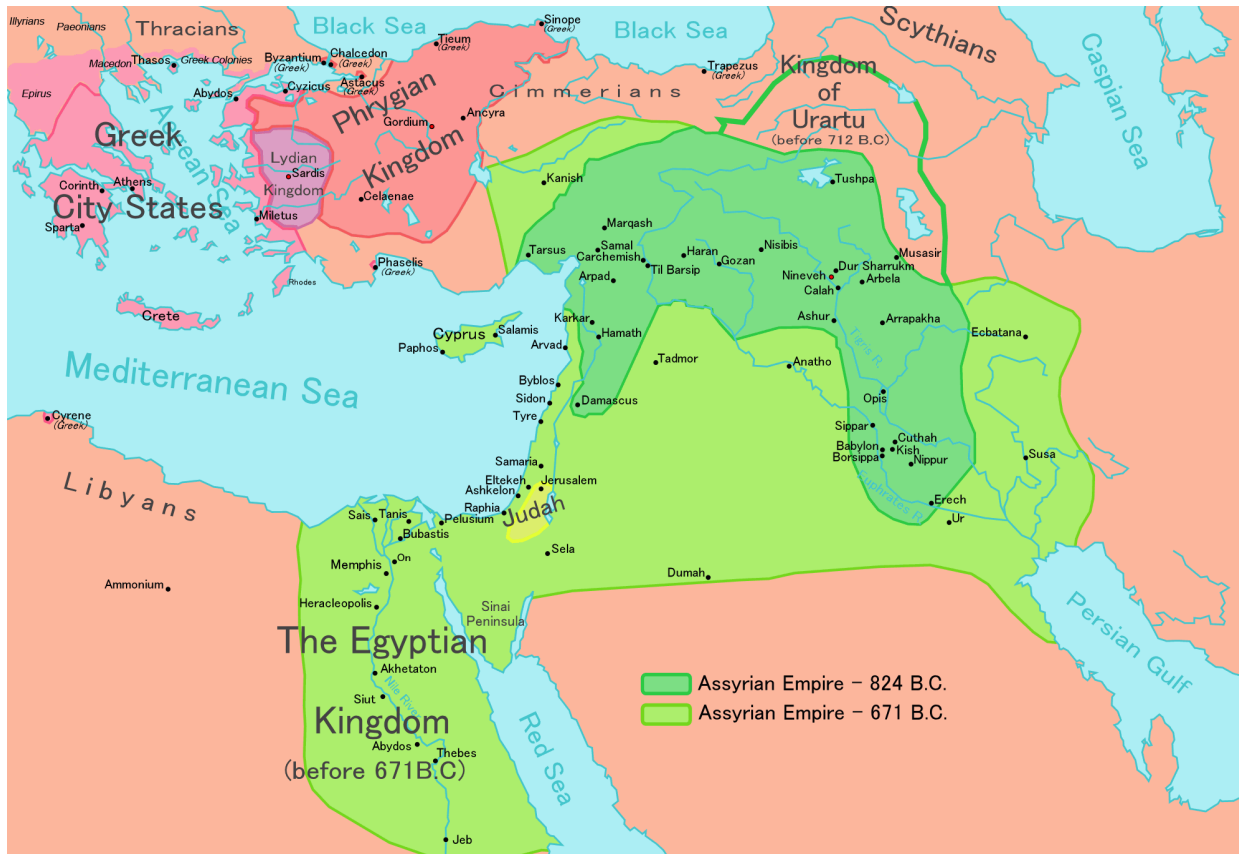 Illyrians
Paeonians
Thracians
Black Sea
Sinope
(Greek)
Tieum
(Greek)
Black Sea
Scythians
Caspian Sea
Macedon
Thasos
Greek Colonies
Byzantium
(Greek)
Chalcedon
(Greek)
Astacus
(Greek)
Trapezus
(Greek)
Kingdom
of
Urartu
(before 712 B.C)
Epirus
Abydos
Cyzicus
Phrygian
Kingdom
Cimmerians
Gordium
Ancyra
Aegean Sea
Greek
City States
Lydian
Kingdom
Sardis
Celaenae
Kanish
Tushpa
Corinth
Athens
Sparta
Miletus
Marqash
Tarsus
Samal
Carchemish
Til Barsip
Haran
Gozan
Nisibis
Musasir
Phaselis
(Greek)
Arpad
Nineveh
Dur Sharrukm
Arbela
Calah
Rhodes
Crete
Karkar
Hamath
Ashur
Arrapakha
Ecbatana
Cyprus
Salamis
Paphos
Arvad
Tadmor
Anatho
Tigris R.
Mediterranean Sea
Byblos
Sidon
Damascus
Tyre
Opis
Cyrene
(Greek)
Sippar
Cuthah
Babylon
Kish
Borsippa
Nippur
Susa
Samaria
Eltekeh
Jerusalem
Ashkelon
Raphia
Judah
Euphrates R.
Erech
Ur
Libyans
Sais
Tanis
Pelusium
Bubastis
Sela
On
Memphis
Dumah
Ammonium
Heracleopolis
Sinai
Peninsula
Persian Gulf
The Egyptian
Kingdom
(before 671B.C)
Akhetaton
Nile River
Siut
Assyrian Empire - 824 B.C.
Assyrian Empire - 671 B.C.
Abydos
Thebes
Red Sea
Jeb